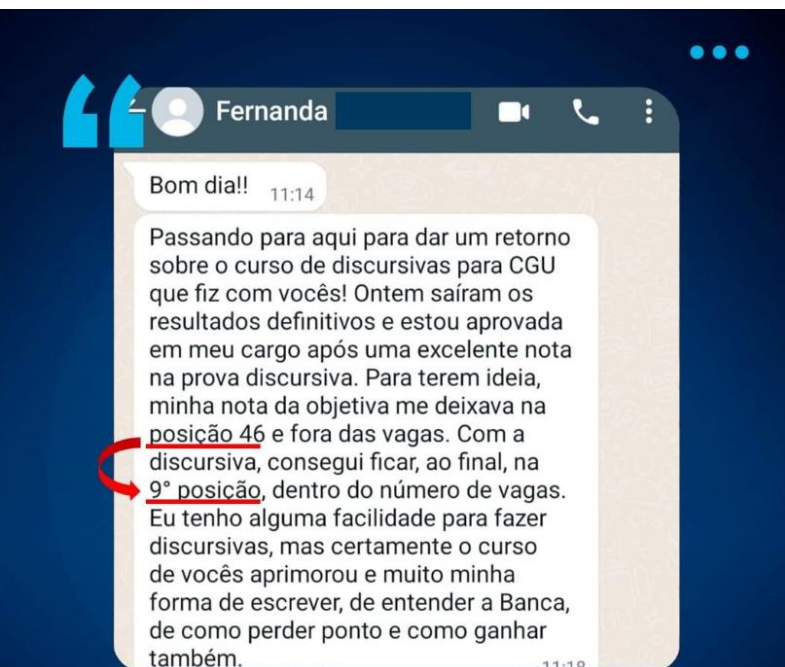 Fernanda
Bom dia!! 11:14
Passando para aqui para dar um retorno
sobre o curso de discursivas para CGU
que fiz com vocês! Ontem saíram os
resultados definitivos e estou aprovada
em meu cargo após uma excelente nota
na prova discursiva. Para terem ideia,
minha nota da objetiva me deixava na
posição 46 e fora das vagas. Com a
discursiva, consegui ficar, ao final, na
9° posição, dentro do número de vagas.
Eu tenho alguma facilidade para fazer
discursivas, mas certamente o curso
de vocês aprimorou e muito minha
forma de escrever, de entender a Banca,
de como perder ponto e como ganhar
também. 11:18